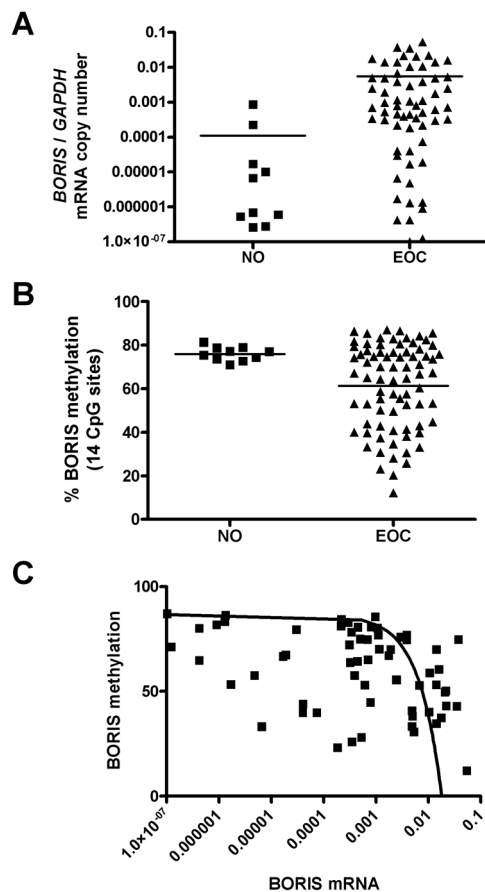 A
BORIS / GAPDH
mRNA copy number
0.1
0.01
0.001
0.0001
0.00001
0.000001
1.0×10⁻⁰⁷
NO
EOC
B
% BORIS methylation
(14 CpG sites)
100
80
60
40
20
0
NO
EOC
C
BORIS methylation
100
50
0
1.0×10⁻⁰⁷
0.000001
0.00001
0.0001
0.001
0.01
0.1
BORIS mRNA